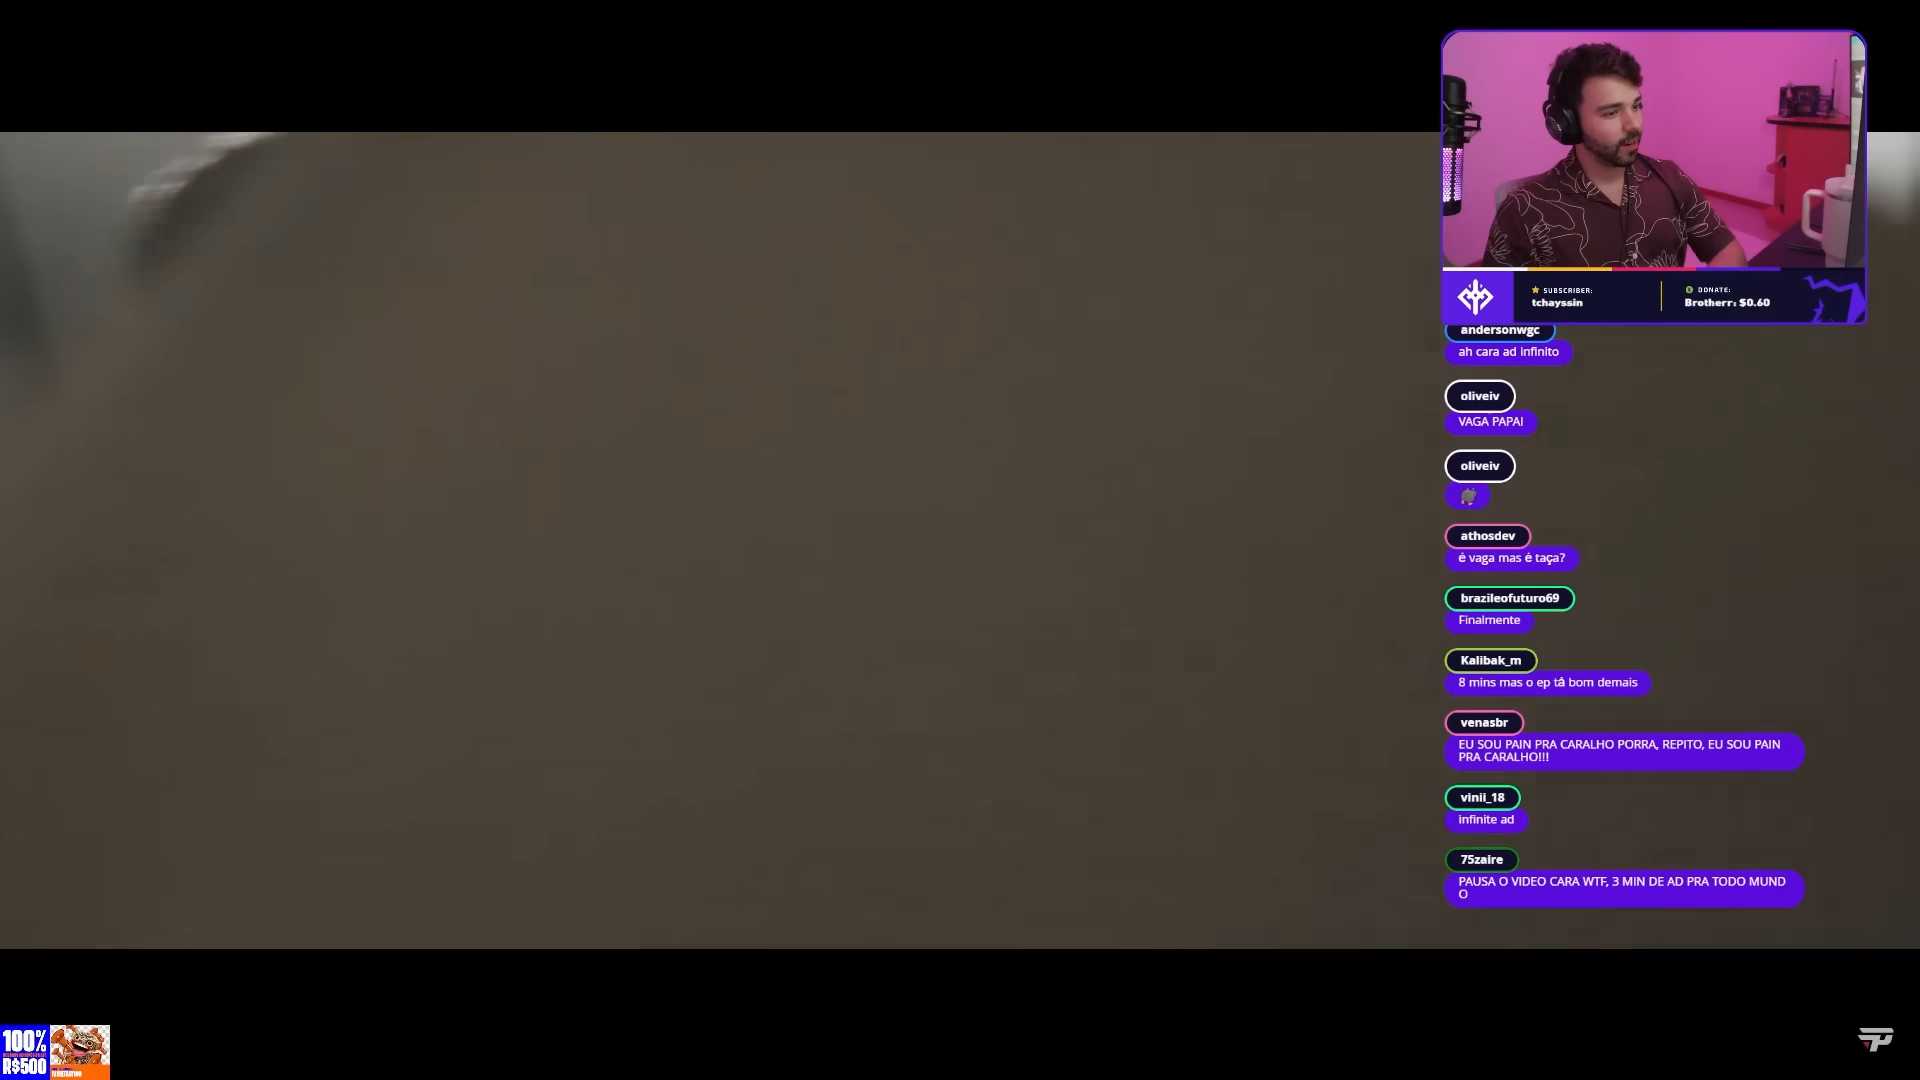 SUBSCRIBER:
tchayssin
DONATE:
Brotherr: $0.60
andersonwgc
ah cara ad infinito
oliveiv
VAGA PAPAI
oliveiv
athosdev
é vaga mas é taça?
brazileofuturo69
Finalmente
Kalibak_m
8 mins mas o ep tá bom demais
venasbr
EU SOU PAIN PRA CARALHO PORRA, REPITO, EU SOU PAIN
PRA CARALHO!!!
vinii_18
infinite ad
75zaire
PAUSA O VIDEO CARA WTF, 3 MIN DE AD PRA TODO MUND
O
100%
R$500